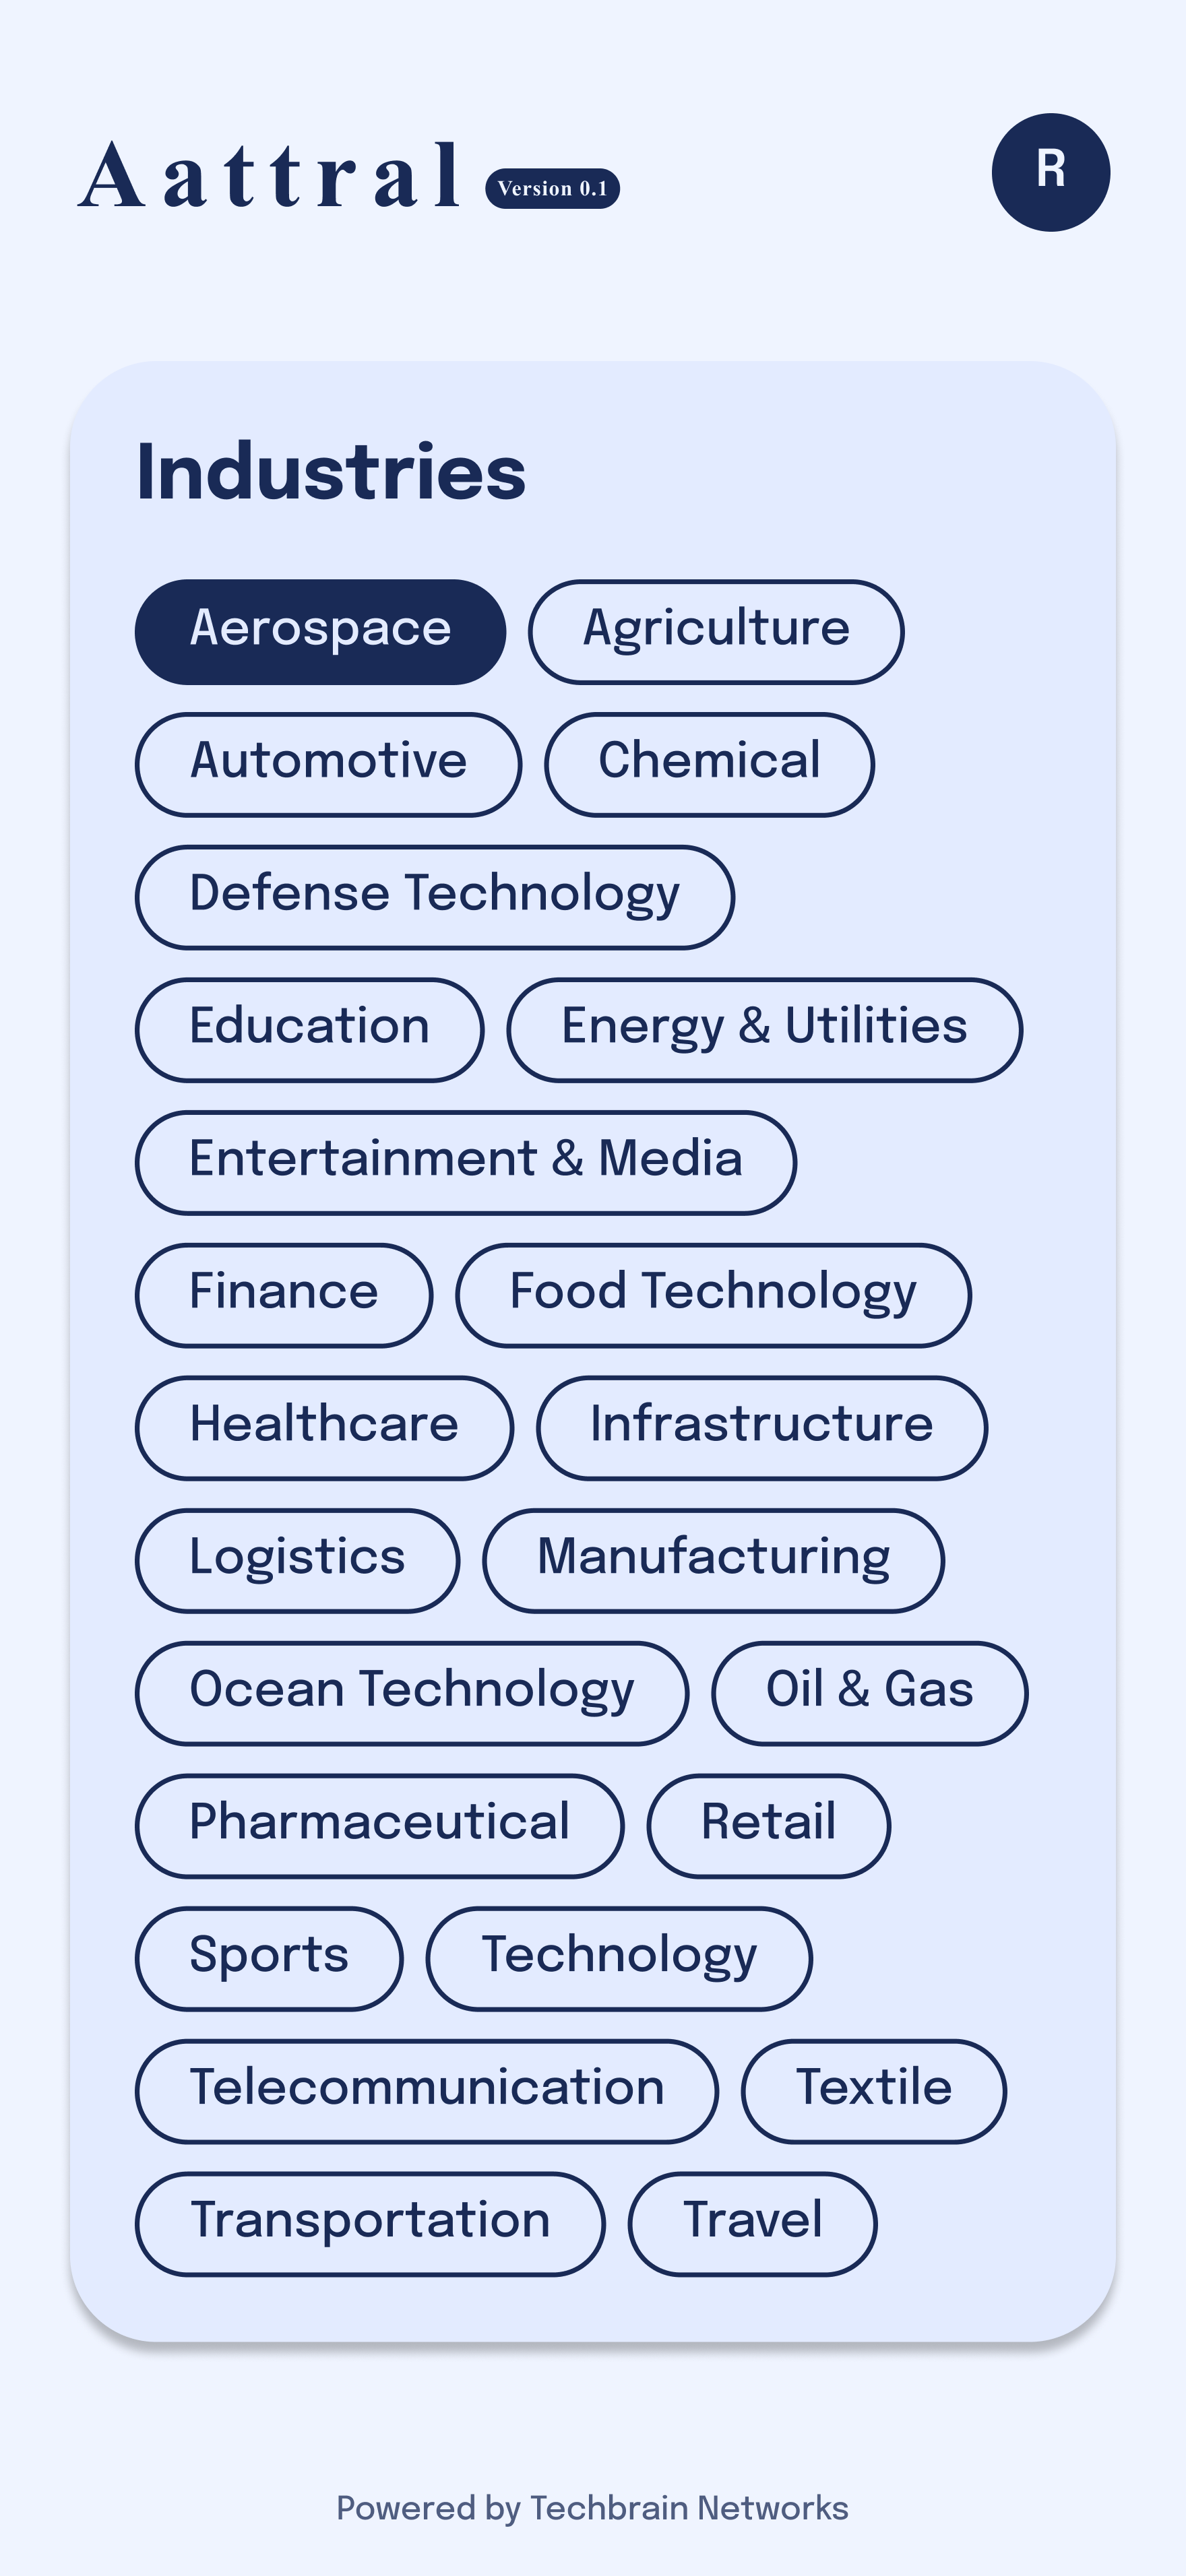 Aattral Version 0.1 R
Industries
Aerospace Agriculture
Automotive Chemical
Defense Technology
Education Energy & Utilities
Entertainment & Media
Finance Food Technology
Healthcare Infrastructure
Logistics Manufacturing
Ocean Technology Oil & Gas
Pharmaceutical Retail
Sports Technology
Telecommunication Textile
Transportation Travel
Powered by Techbrain Networks